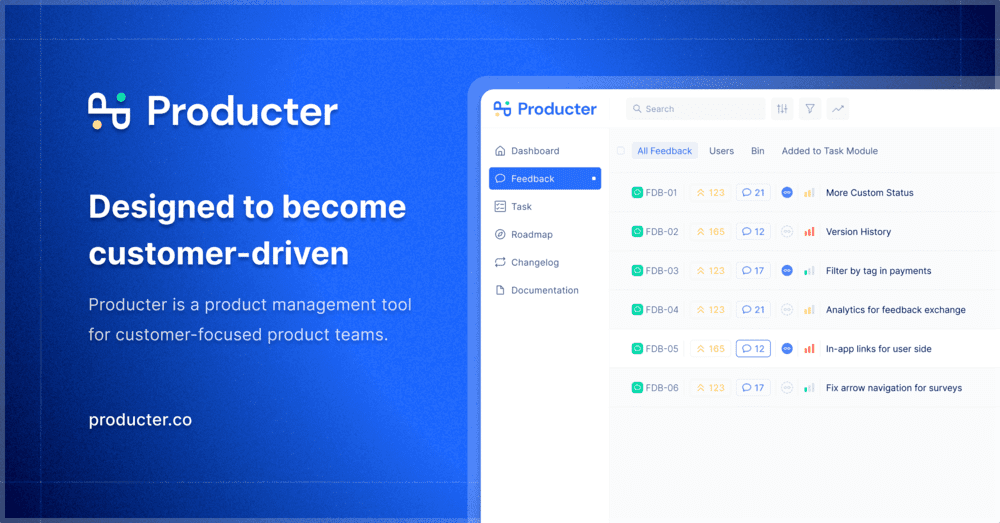 Producter
Designed to become
customer-driven
Producter is a product management tool
for customer-focused product teams.
producter.co
Producter
Search
Dashboard
Feedback
Task
Roadmap
Changelog
Documentation
All Feedback Users Bin Added to Task Module
FDB-01 123 21 More Custom Status
FDB-02 165 12 Version History
FDB-03 123 17 Filter by tag in payments
FDB-04 123 21 Analytics for feedback exchange
FDB-05 165 12 In-app links for user side
FDB-06 123 17 Fix arrow navigation for surveys